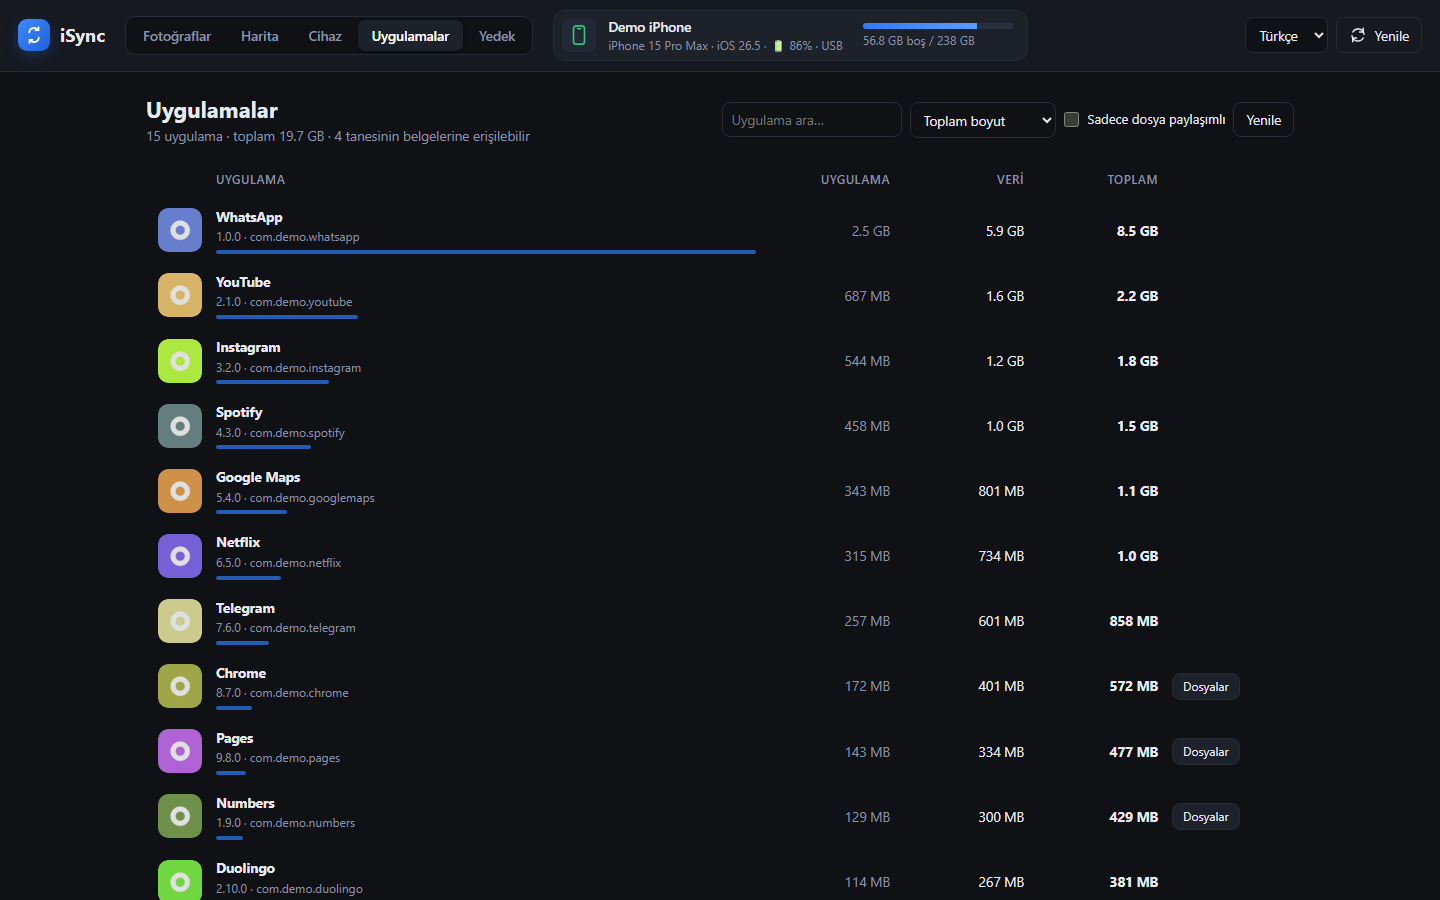 iSync
Fotoğraflar
Harita
Cihaz
Uygulamalar
Yedek
Demo iPhone
iPhone 15 Pro Max · iOS 26.5 · 🔋 86% · USB
56.8 GB boş / 238 GB
Türkçe
Yenile
Uygulamalar
15 uygulama · toplam 19.7 GB · 4 tanesinin belgelerine erişilebilir
Uygulama ara...
Toplam boyut
Sadece dosya paylaşımlı
Yenile
UYGULAMA UYGULAMA VERİ TOPLAM
WhatsApp
1.0.0 · com.demo.whatsapp
2.5 GB 5.9 GB 8.5 GB
YouTube
2.1.0 · com.demo.youtube
687 MB 1.6 GB 2.2 GB
Instagram
3.2.0 · com.demo.instagram
544 MB 1.2 GB 1.8 GB
Spotify
4.3.0 · com.demo.spotify
458 MB 1.0 GB 1.5 GB
Google Maps
5.4.0 · com.demo.googlemaps
343 MB 801 MB 1.1 GB
Netflix
6.5.0 · com.demo.netflix
315 MB 734 MB 1.0 GB
Telegram
7.6.0 · com.demo.telegram
257 MB 601 MB 858 MB
Chrome
8.7.0 · com.demo.chrome
172 MB 401 MB 572 MB Dosyalar
Pages
9.8.0 · com.demo.pages
143 MB 334 MB 477 MB Dosyalar
Numbers
1.9.0 · com.demo.numbers
129 MB 300 MB 429 MB Dosyalar
Duolingo
2.10.0 · com.demo.duolingo
114 MB 267 MB 381 MB